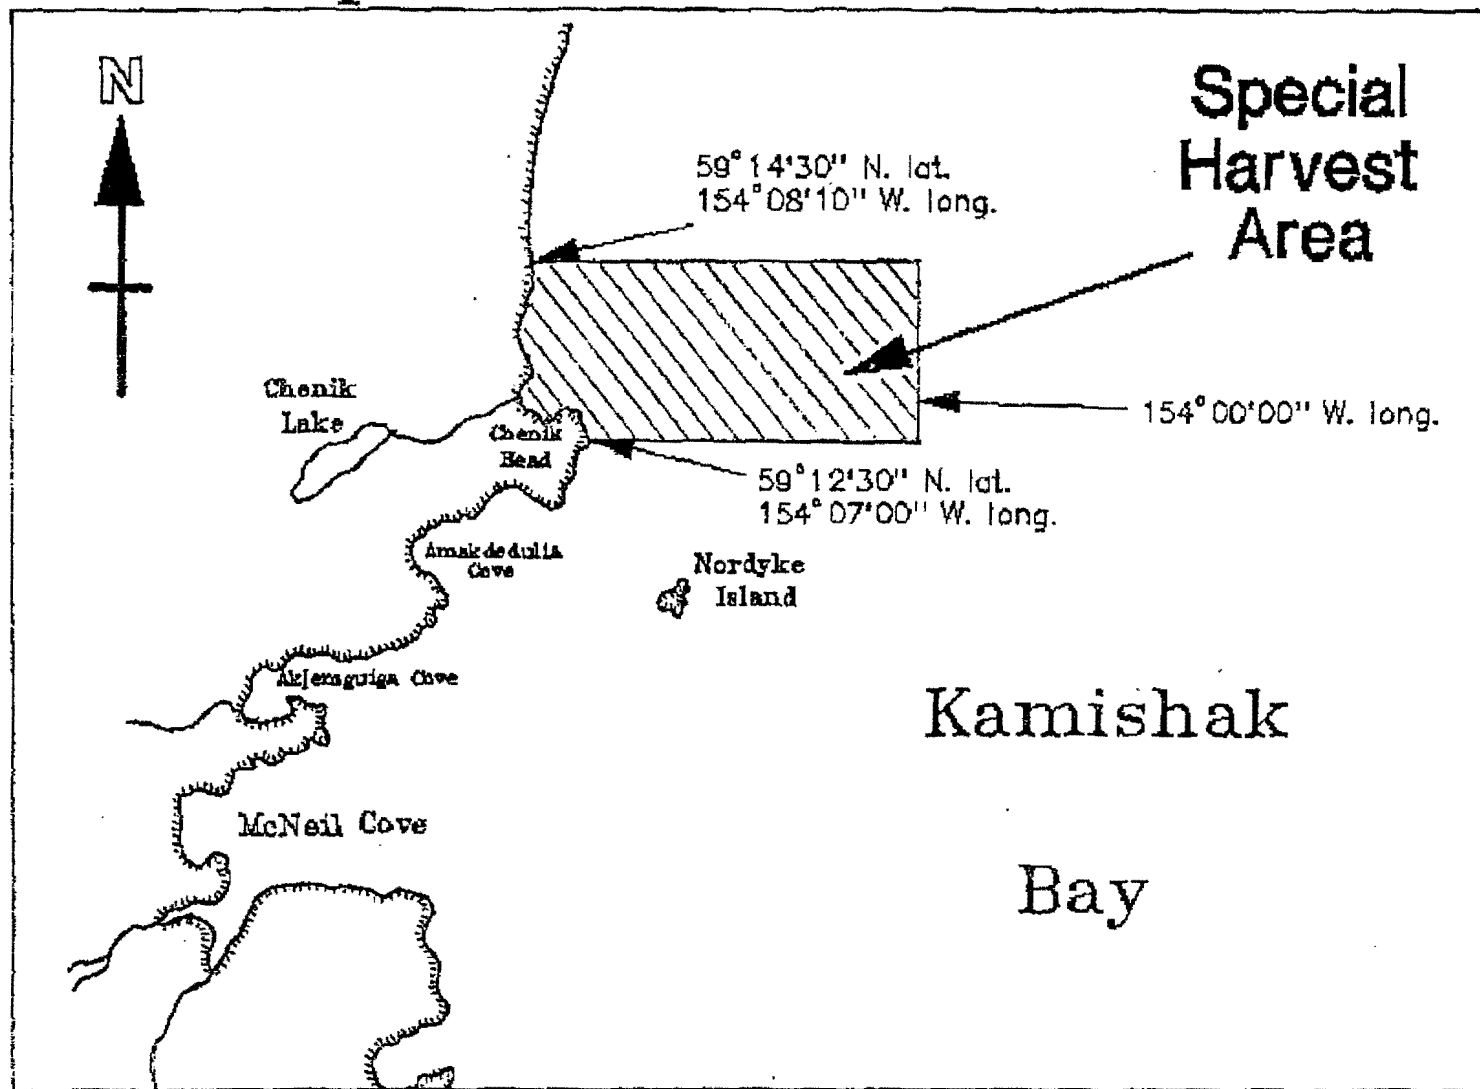 N
Special
Harvest
Area
59°14'30" N. lat.
154°08'10" W. long.
154°00'00" W. long.
Chenik
Lake
Chenik
Head
59°12'30" N. lat.
154°07'00" W. long.
Amakdedulia
Cove
Nordyke
Island
Akjemguiga Cove
Kamishak
McNeil Cove
Bay